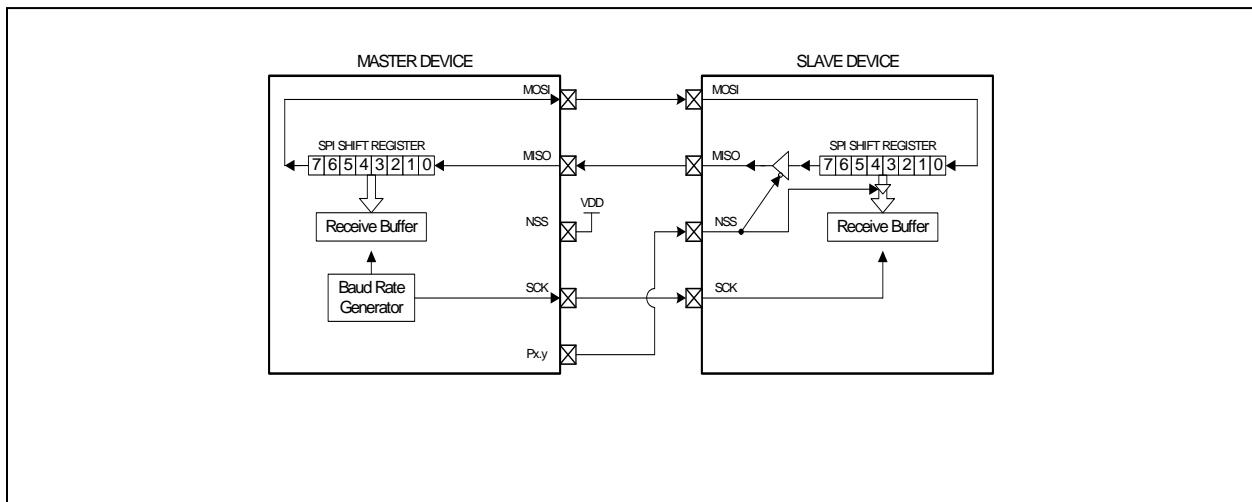 MASTER DEVICE
SLAVE DEVICE
MOSI
MOSI
SPI SHIFT REGISTER
7 6 5 4 3 2 1 0
MISO
MISO
SPI SHIFT REGISTER
7 6 5 4 3 2 1 0
Receive Buffer
NSS
VDD
NSS
Receive Buffer
Baud Rate
Generator
SCK
SCK
Px.y